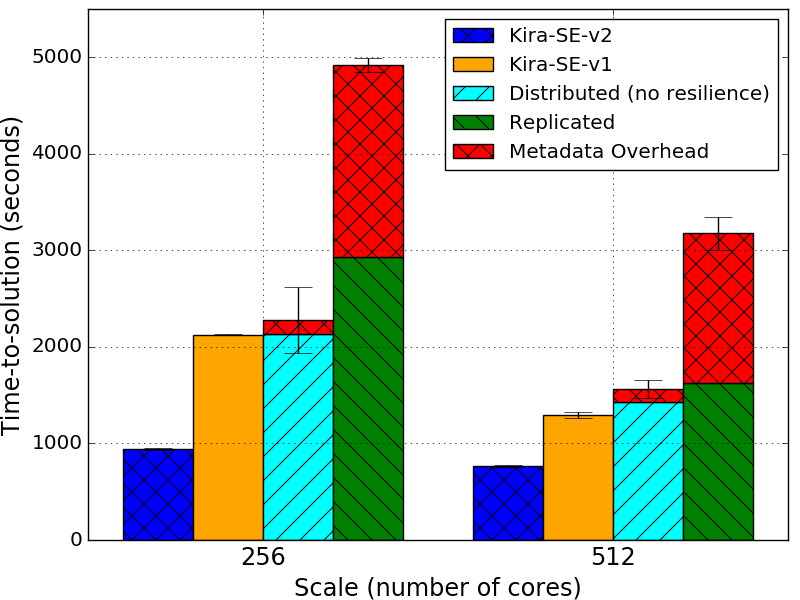 Time-to-solution (seconds)
5000
4000
3000
2000
1000
0
Kira-SE-v2
Kira-SE-v1
Distributed (no resilience)
Replicated
Metadata Overhead
256
512
Scale (number of cores)